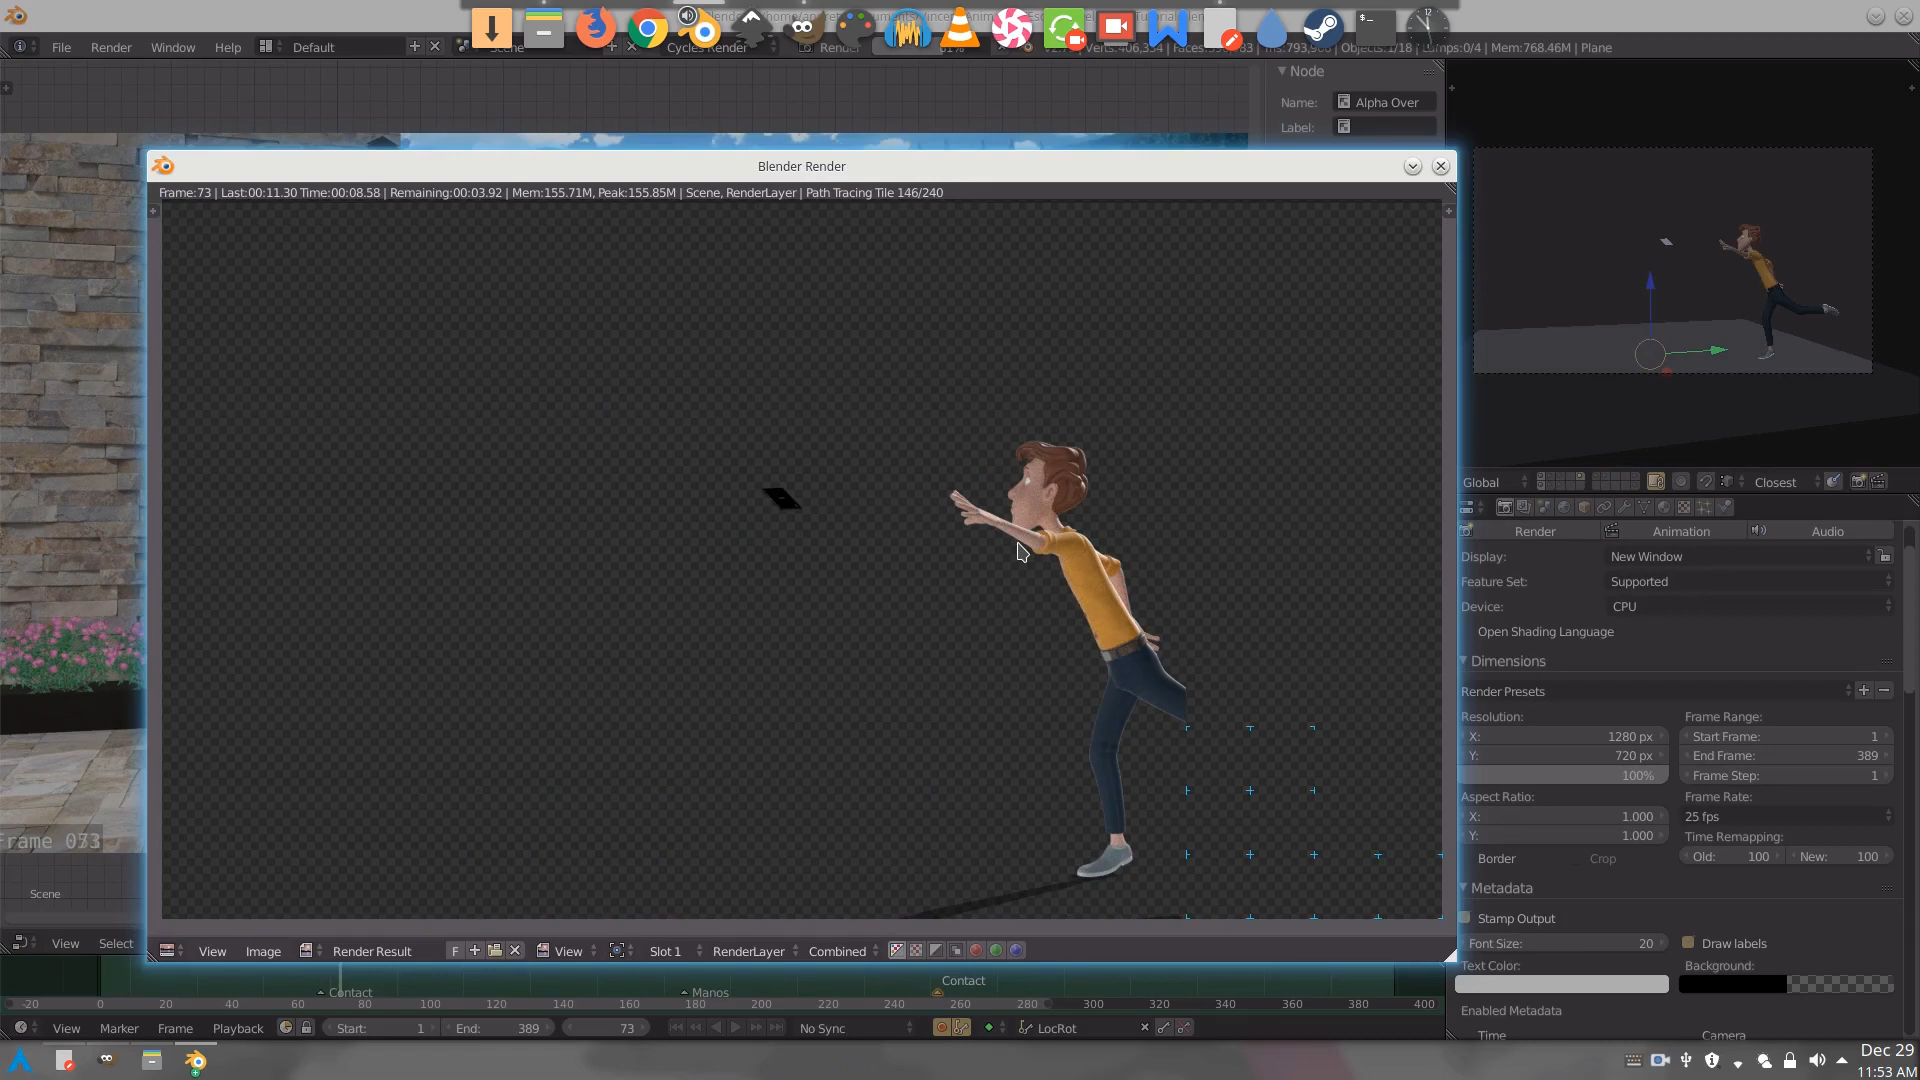 File Render Window Help Default Scene Cycles Render Render
Mem:768.46M | Plane
Node
Name: Alpha Over
Label:
Blender Render
Frame:73 | Last:00:11.30 Time:00:08.58 | Remaining:00:03.92 | Mem:155.71M, Peak:155.85M | Scene, RenderLayer | Path Tracing Tile 146/240
Global Closest
Render Animation Audio
Display: New Window
Feature Set: Supported
Device: CPU
Open Shading Language
Dimensions
Render Presets
Resolution: Frame Range:
X: 1280 px Start Frame: 1
Y: 720 px End Frame: 389
100% Frame Step: 1
Aspect Ratio: Frame Rate:
X: 1.000 25 fps
Y: 1.000 Time Remapping:
Border Crop Old: 100 New: 100
Metadata
Stamp Output
Font Size: 20 Draw labels
Text Color: Background:
Enabled Metadata
Time Camera
Frame 073
Scene
View Select
View Image Render Result F View Slot 1 RenderLayer Combined
Contact Manos Contact
-20 0 20 40 60 80 100 120 140 160 180 200 220 240 260 280 300 320 340 360 380 400
View Marker Frame Playback Start: 1 End: 389 73 No Sync LocRot
Dec 29
11:53 AM